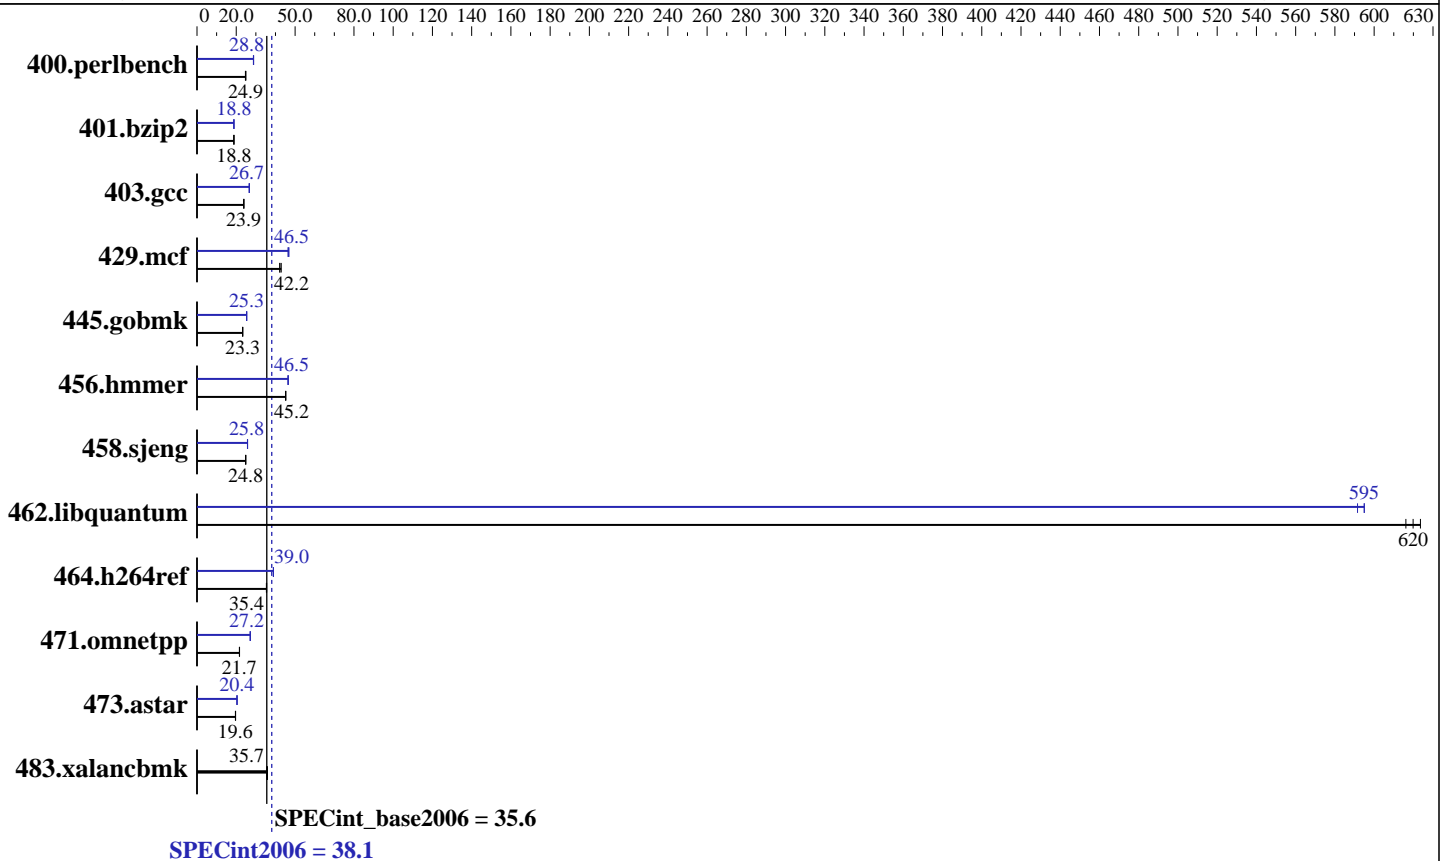 0 20.0 50.0 80.0 100 120 140 160 180 200 220 240 260 280 300 320 340 360 380 400 420 440 460 480 500 520 540 560 580 600 630
28.8
400.perlbench
24.9
18.8
401.bzip2
18.8
26.7
403.gcc
23.9
46.5
429.mcf
42.2
25.3
445.gobmk
23.3
46.5
456.hmmer
45.2
25.8
458.sjeng
24.8
595
462.libquantum
620
39.0
464.h264ref
35.4
27.2
471.omnetpp
21.7
20.4
473.astar
19.6
35.7
483.xalancbmk
SPECint_base2006 = 35.6
SPECint2006 = 38.1